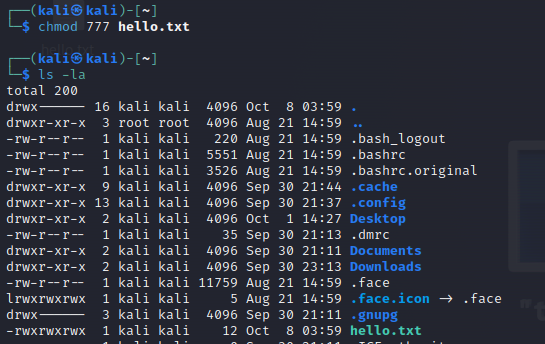 ┌──(kali㉿kali)-[~]
└─$ chmod 777 hello.txt
┌──(kali㉿kali)-[~]
└─$ ls -la
total 200
drwx------ 16 kali kali 4096 Oct 8 03:59 .
drwxr-xr-x 3 root root 4096 Aug 21 14:59 ..
-rw-r--r-- 1 kali kali 220 Aug 21 14:59 .bash_logout
-rw-r--r-- 1 kali kali 5551 Aug 21 14:59 .bashrc
-rw-r--r-- 1 kali kali 3526 Aug 21 14:59 .bashrc.original
drwxr-xr-x 9 kali kali 4096 Sep 30 21:44 .cache
drwxr-xr-x 13 kali kali 4096 Sep 30 21:37 .config
drwxr-xr-x 2 kali kali 4096 Oct 1 14:27 Desktop
-rw-r--r-- 1 kali kali 35 Sep 30 21:13 .dmrc
drwxr-xr-x 2 kali kali 4096 Sep 30 21:11 Documents
drwxr-xr-x 2 kali kali 4096 Sep 30 23:13 Downloads
-rw-r--r-- 1 kali kali 11759 Aug 21 14:59 .face
lrwxrwxrwx 1 kali kali 5 Aug 21 14:59 .face.icon -> .face
drwx------ 3 kali kali 4096 Sep 30 21:11 .gnupg
-rwxrwxrwx 1 kali kali 12 Oct 8 03:59 hello.txt